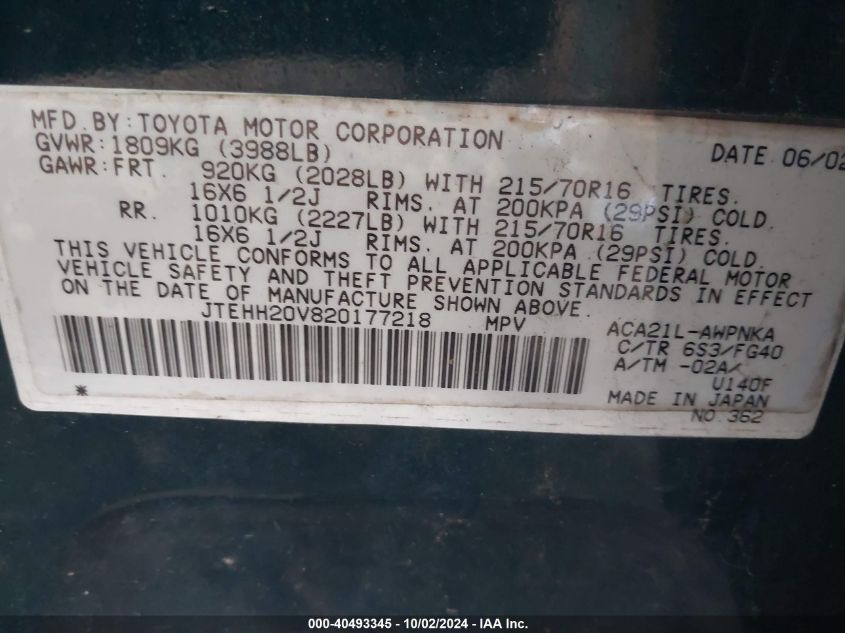 MFD. BY: TOYOTA MOTOR CORPORATION DATE 06/02
GVWR: 1809KG (3988LB)
GAWR: FRT. 920KG (2028LB) WITH 215/70R16 TIRES.
16X6 1/2J RIMS. AT 200KPA (29PSI) COLD.
RR. 1010KG (2227LB) WITH 215/70R16 TIRES.
16X6 1/2J RIMS. AT 200KPA (29PSI) COLD.
THIS VEHICLE CONFORMS TO ALL APPLICABLE FEDERAL MOTOR
VEHICLE SAFETY AND THEFT PREVENTION STANDARDS IN EFFECT
ON THE DATE OF MANUFACTURE SHOWN ABOVE.
JTEHH20V820177218 MPV
ACA21L-AWPNKA
C/TR 6S3/FG40
A/TM -02A/
U140F
MADE IN JAPAN
NO. 362
*
000-40493345 - 10/02/2024 - IAA Inc.